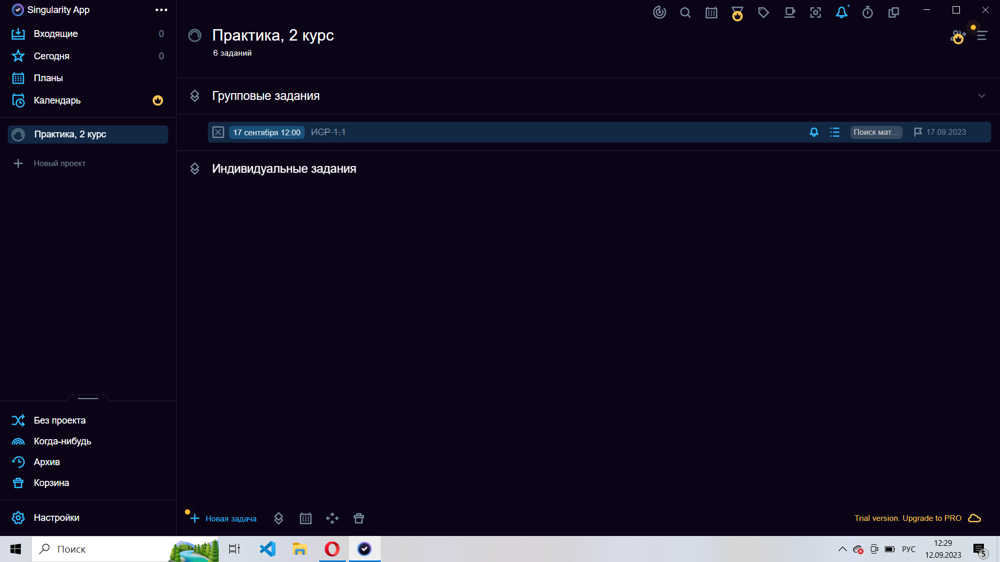 Singularity App
Входящие 0
Сегодня 0
Планы
Календарь
Практика, 2 курс
Новый проект
Без проекта
Когда-нибудь
Архив
Корзина
Настройки
Практика, 2 курс
6 заданий
Групповые задания
17 сентября 12:00 ИСР 1.1 Поиск мат... 17.09.2023
Индивидуальные задания
Новая задача
Trial version. Upgrade to PRO
Поиск
РУС
12:29
12.09.2023
5